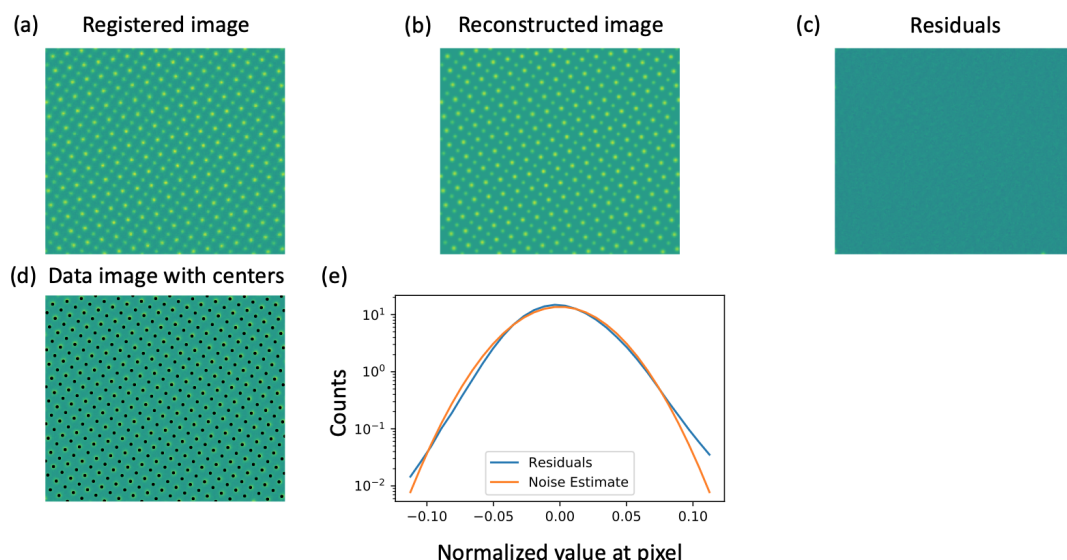 (a) Registered image
(b) Reconstructed image
(c) Residuals
(d) Data image with centers
(e)
Counts
10¹
10⁰
10⁻¹
10⁻²
Residuals
Noise Estimate
−0.10 −0.05 0.00 0.05 0.10
Normalized value at pixel